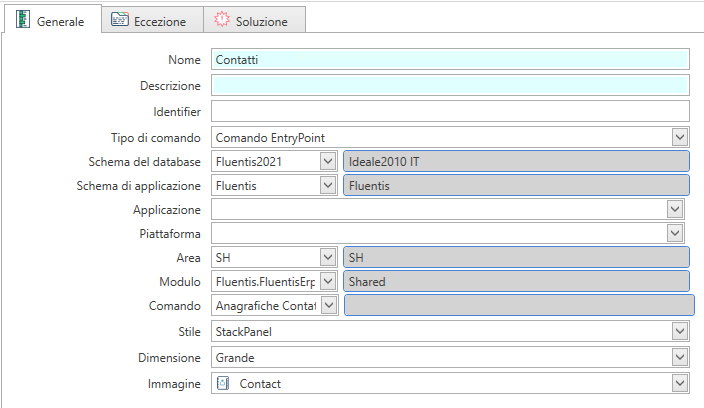 Generale Eccezione Soluzione
Nome Contatti
Descrizione
Identifier
Tipo di comando Comando EntryPoint
Schema del database Fluentis2021 Ideale2010 IT
Schema di applicazione Fluentis Fluentis
Applicazione
Piattaforma
Area SH SH
Modulo Fluentis.FluentisErp Shared
Comando Anagrafiche Contat
Stile StackPanel
Dimensione Grande
Immagine Contact